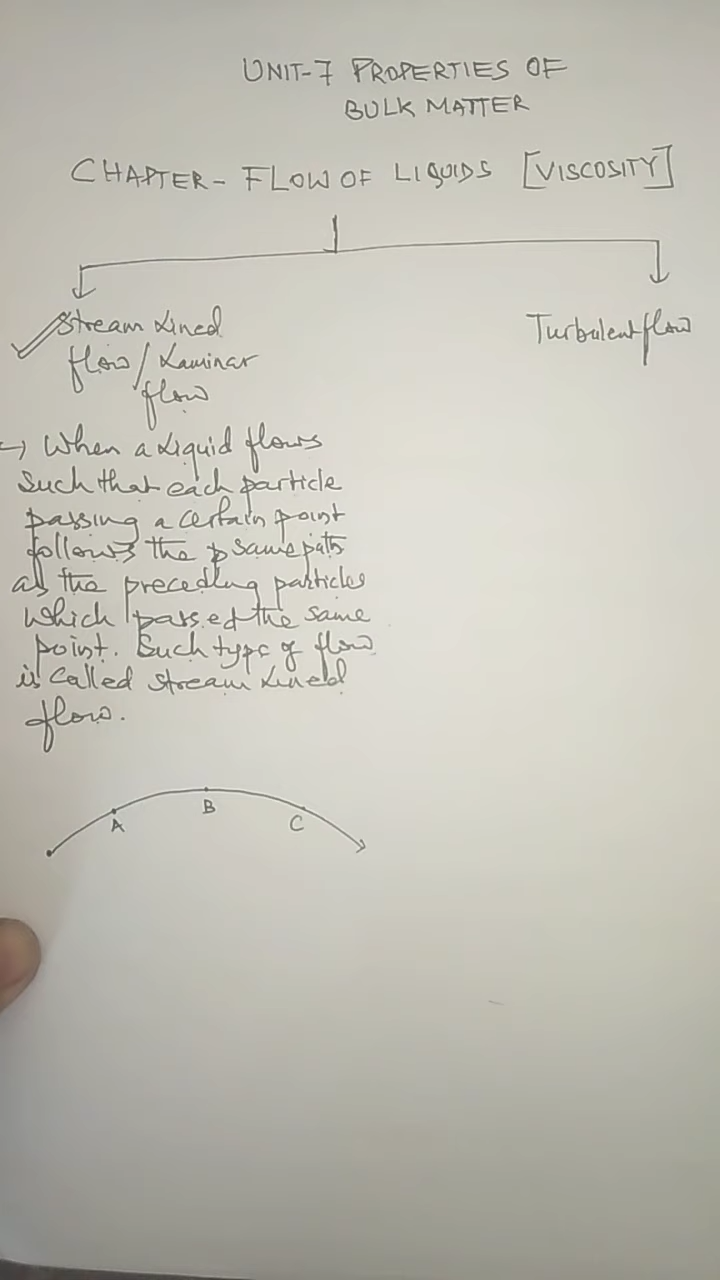 UNIT-7 PROPERTIES OF
BULK MATTER
CHAPTER- FLOW OF LIQUIDS [VISCOSITY]
Stream Lined
flow/Laminar
flow
Turbulent flow
→ When a Liquid flows
Such that each particle
passing a certain point
follows the same path
as the preceding particles
which passed the same
point. Such type of flow
is called stream Lined
flow.
A
B
C